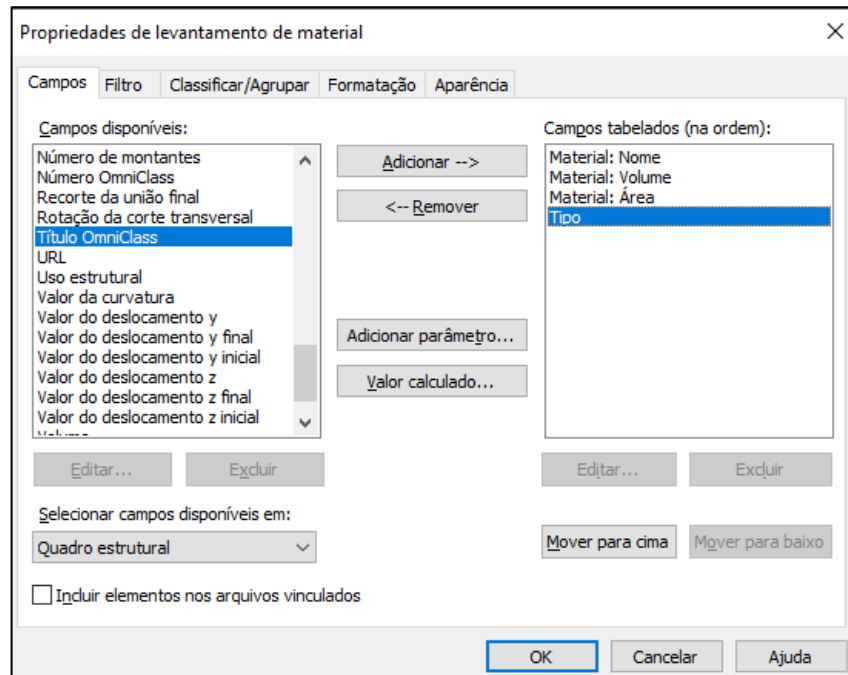 Propriedades de levantamento de material
Campos Filtro Classificar/Agrupar Formatação Aparência
Campos disponíveis:
Número de montantes
Número OmniClass
Recorte da união final
Rotação da corte transversal
Título OmniClass
URL
Uso estrutural
Valor da curvatura
Valor do deslocamento y
Valor do deslocamento y final
Valor do deslocamento y inicial
Valor do deslocamento z
Valor do deslocamento z final
Valor do deslocamento z inicial
Volume
Adicionar -->
<-- Remover
Adicionar parâmetro...
Valor calculado...
Campos tabelados (na ordem):
Material: Nome
Material: Volume
Material: Área
Tipo
Editar... Excluir
Editar... Excluir
Selecionar campos disponíveis em:
Quadro estrutural
Mover para cima Mover para baixo
Incluir elementos nos arquivos vinculados
OK Cancelar Ajuda